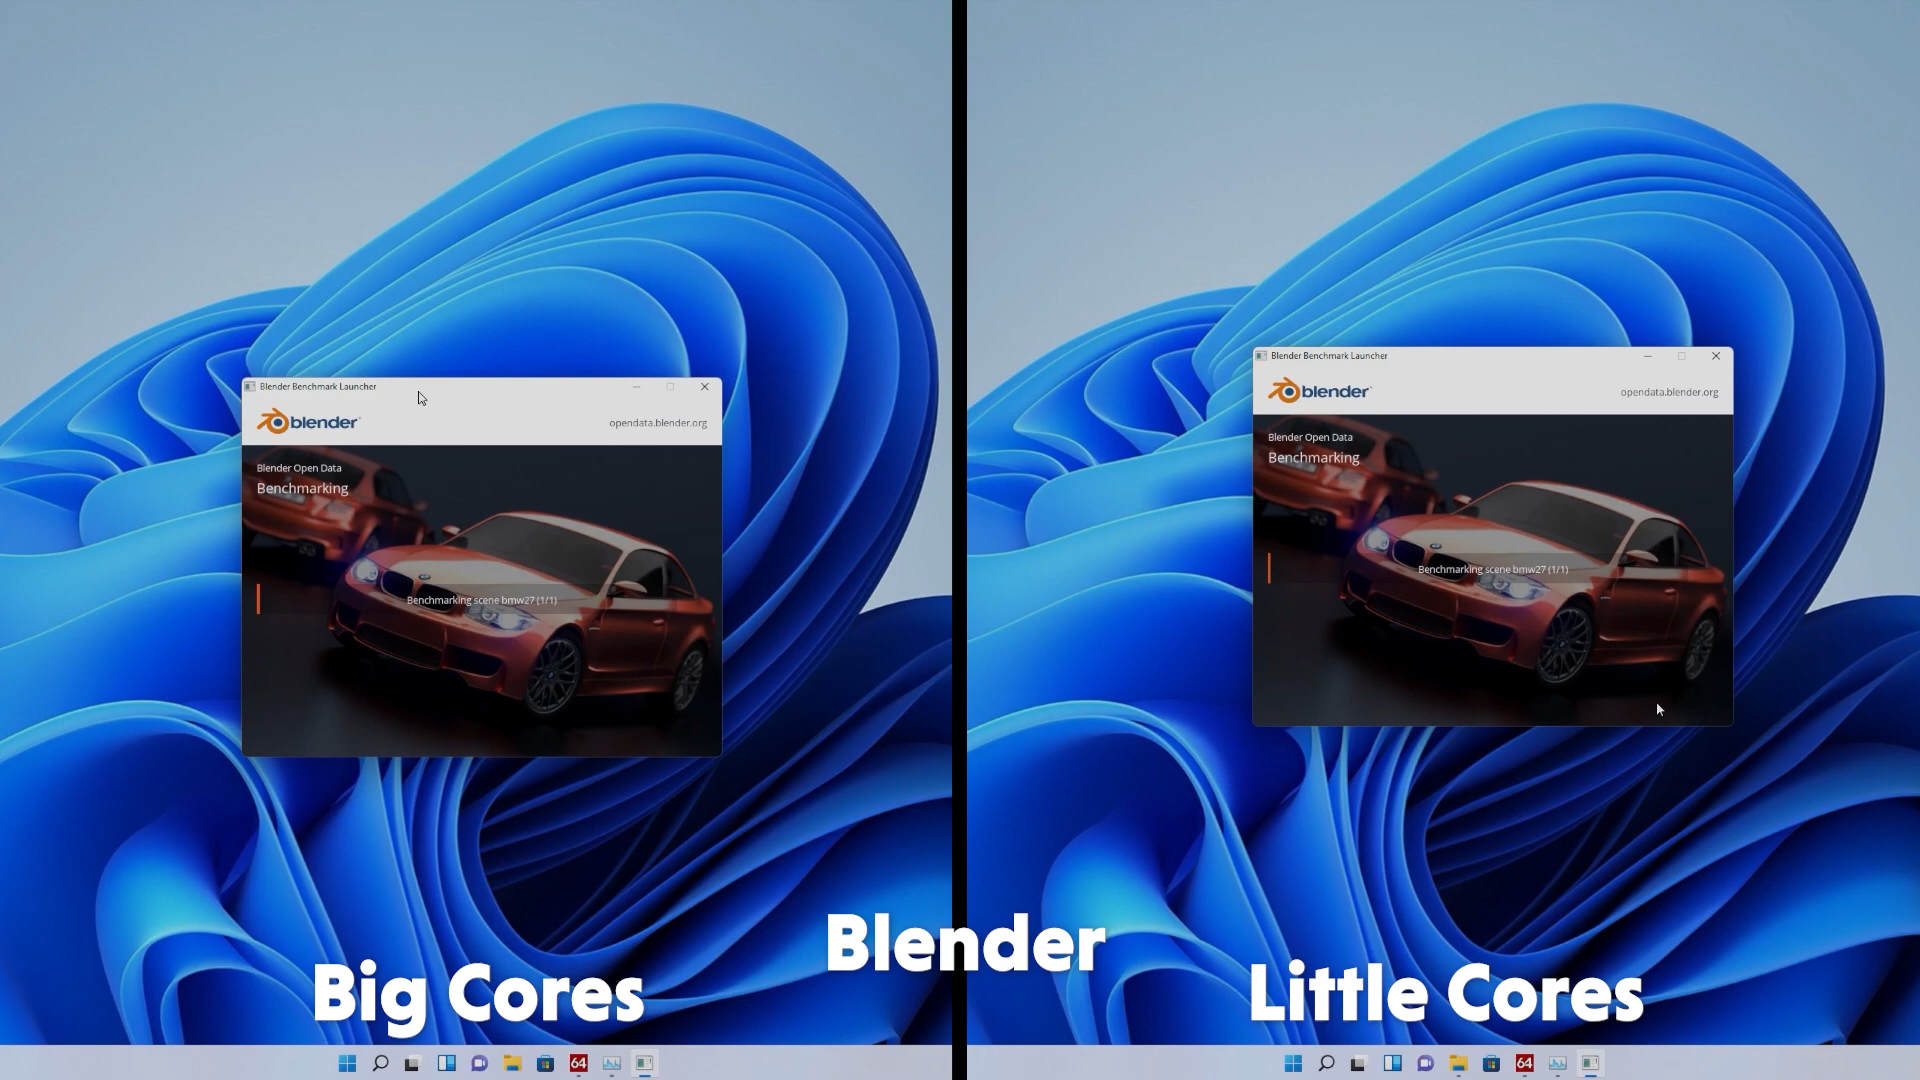 Blender Benchmark Launcher
blender
opendata.blender.org
Blender Open Data
Benchmarking
Benchmarking scene bmw27 (1/1)
Blender Benchmark Launcher
blender
opendata.blender.org
Blender Open Data
Benchmarking
Benchmarking scene bmw27 (1/1)
Blender
Big Cores
Little Cores
64
64